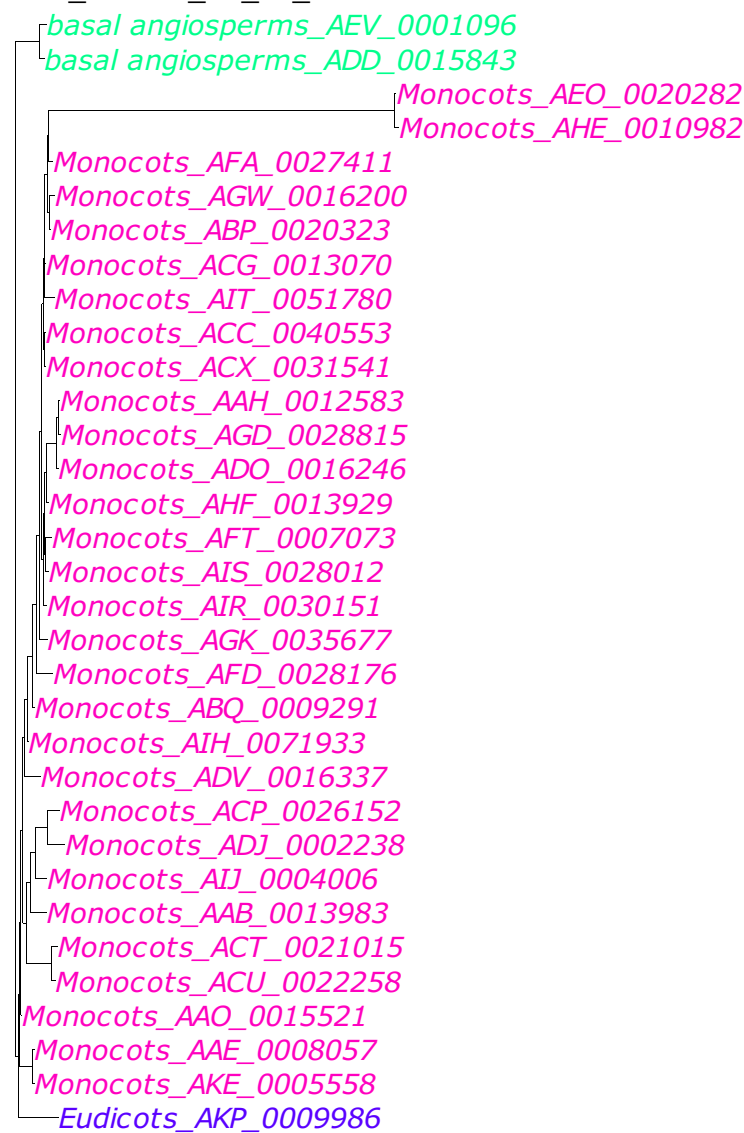 basal angiosperms_AEV_0001096
basal angiosperms_ADD_0015843
Monocots_AEO_0020282
Monocots_AHE_0010982
Monocots_AFA_0027411
Monocots_AGW_0016200
Monocots_ABP_0020323
Monocots_ACG_0013070
Monocots_AIT_0051780
Monocots_ACC_0040553
Monocots_ACX_0031541
Monocots_AAH_0012583
Monocots_AGD_0028815
Monocots_ADO_0016246
Monocots_AHF_0013929
Monocots_AFT_0007073
Monocots_AIS_0028012
Monocots_AIR_0030151
Monocots_AGK_0035677
Monocots_AFD_0028176
Monocots_ABQ_0009291
Monocots_AIH_0071933
Monocots_ADV_0016337
Monocots_ACP_0026152
Monocots_ADJ_0002238
Monocots_AIJ_0004006
Monocots_AAB_0013983
Monocots_ACT_0021015
Monocots_ACU_0022258
Monocots_AAO_0015521
Monocots_AAE_0008057
Monocots_AKE_0005558
Eudicots_AKP_0009986